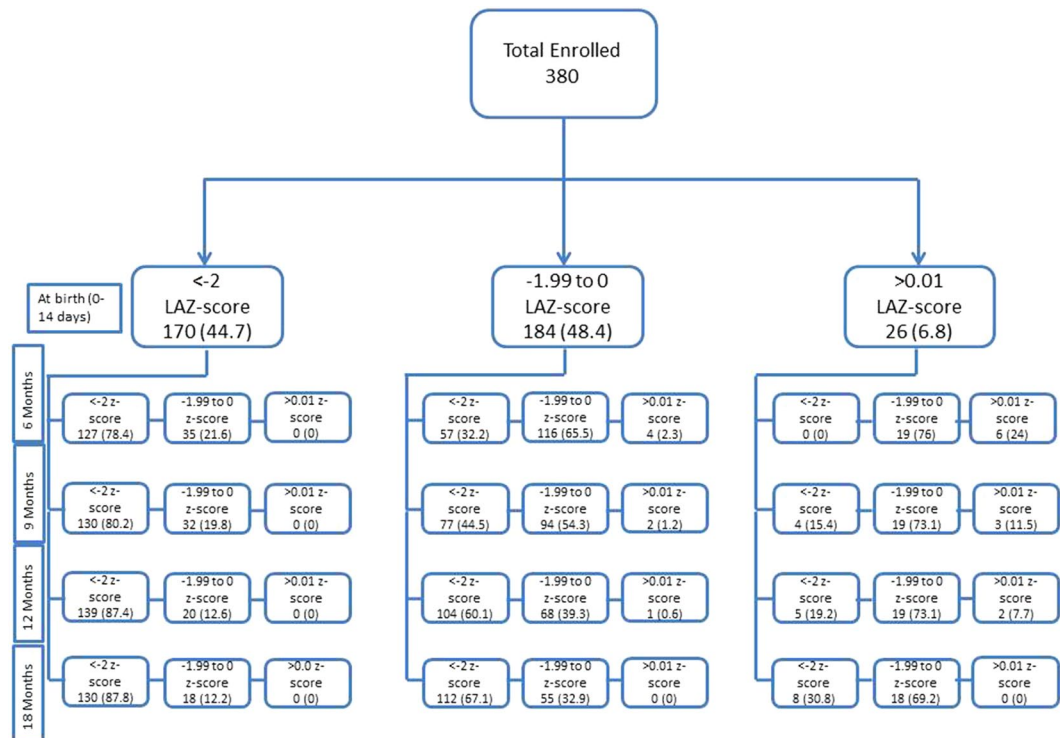 Total Enrolled
380
At birth (0-
14 days)
<-2
LAZ-score
170 (44.7)
-1.99 to 0
LAZ-score
184 (48.4)
>0.01
LAZ-score
26 (6.8)
6 Months
<-2 z-
score
127 (78.4)
-1.99 to 0
z-score
35 (21.6)
>0.01 z-
score
0 (0)
<-2 z-
score
57 (32.2)
-1.99 to 0
z-score
116 (65.5)
>0.01 z-
score
4 (2.3)
<-2 z-
score
0 (0)
-1.99 to 0
z-score
19 (76)
>0.01 z-
score
6 (24)
9 Months
<-2 z-
score
130 (80.2)
-1.99 to 0
z-score
32 (19.8)
>0.01 z-
score
0 (0)
<-2 z-
score
77 (44.5)
-1.99 to 0
z-score
94 (54.3)
>0.01 z-
score
2 (1.2)
<-2 z-
score
4 (15.4)
-1.99 to 0
z-score
19 (73.1)
>0.01 z-
score
3 (11.5)
12 Months
<-2 z-
score
139 (87.4)
-1.99 to 0
z-score
20 (12.6)
>0.01 z-
score
0 (0)
<-2 z-
score
104 (60.1)
-1.99 to 0
z-score
68 (39.3)
>0.01 z-
score
1 (0.6)
<-2 z-
score
5 (19.2)
-1.99 to 0
z-score
19 (73.1)
>0.01 z-
score
2 (7.7)
18 Months
<-2 z-
score
130 (87.8)
-1.99 to 0
z-score
18 (12.2)
>0.0 z-
score
0 (0)
<-2 z-
score
112 (67.1)
-1.99 to 0
z-score
55 (32.9)
>0.01 z-
score
0 (0)
<-2 z-
score
8 (30.8)
-1.99 to 0
z-score
18 (69.2)
>0.01 z-
score
0 (0)